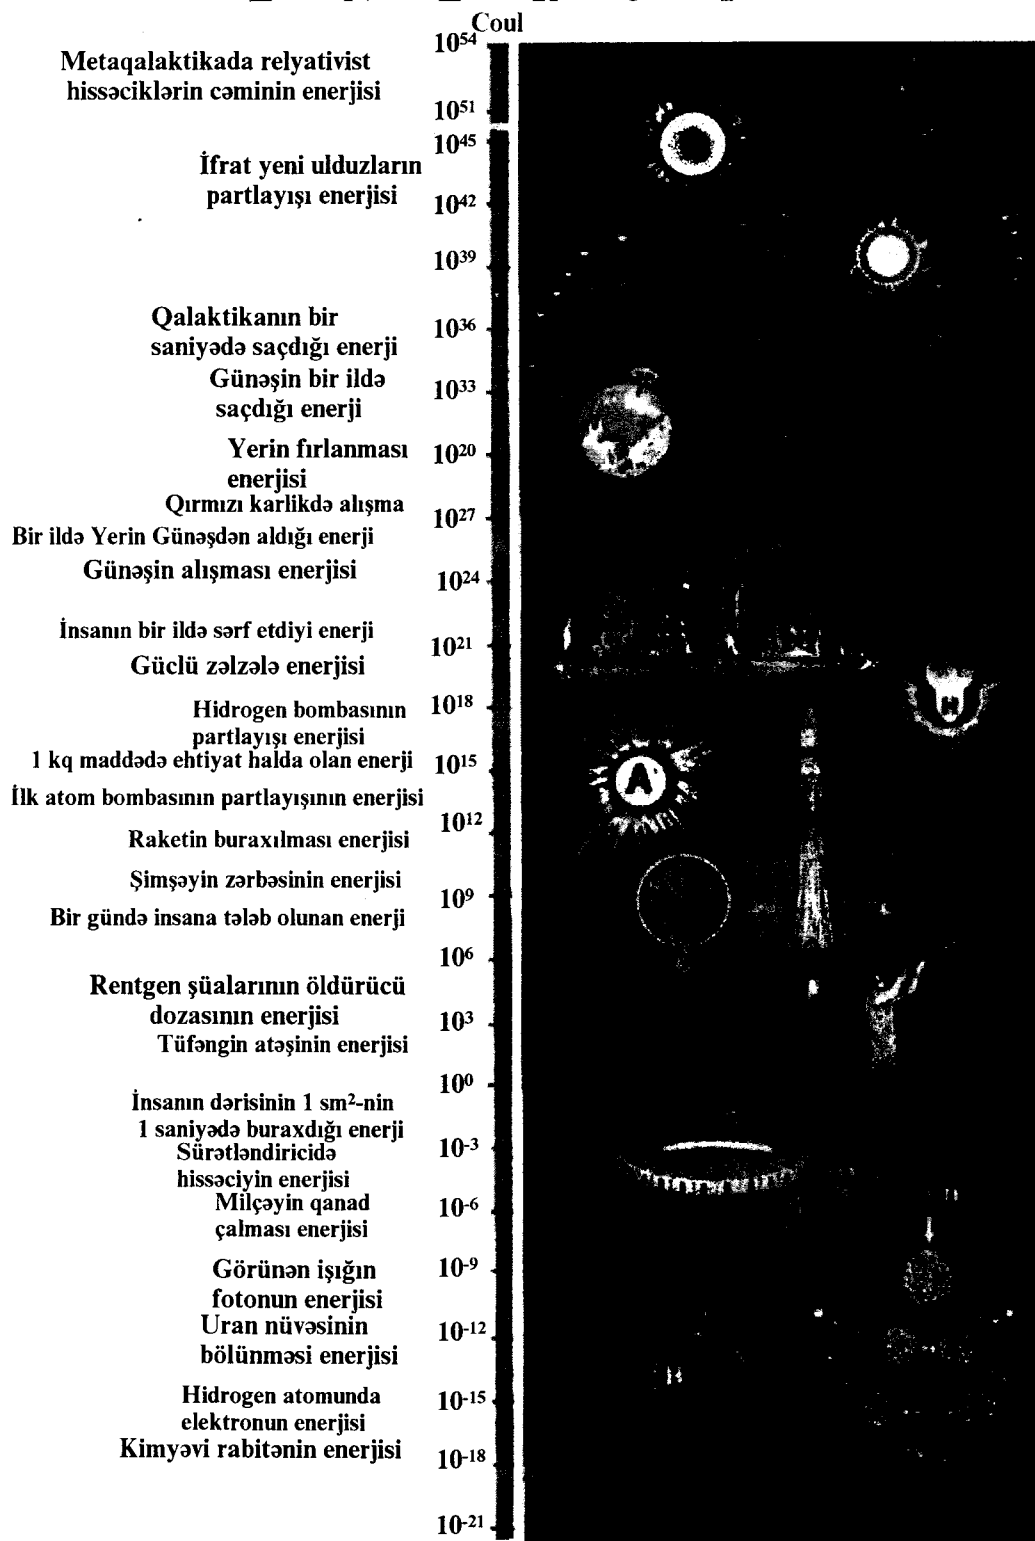 Coul
10⁵⁴
Metaqalaktikada relyativist
hissəciklərin cəminin enerjisi
10⁵¹
10⁴⁵
İfrat yeni ulduzların
partlayışı enerjisi
10⁴²
10³⁹
Qalaktikanın bir
saniyədə saçdığı enerji
10³⁶
Günəşin bir ildə
saçdığı enerji
10³³
Yerin fırlanması
enerjisi
10²⁰
Qırmızı karlikdə alışma
10²⁷
Bir ildə Yerin Günəşdən aldığı enerji
Günəşin alışması enerjisi
10²⁴
İnsanın bir ildə sərf etdiyi enerji
10²¹
Güclü zəlzələ enerjisi
10¹⁸
Hidrogen bombasının
partlayışı enerjisi
H
1 kq maddədə ehtiyat halda olan enerji
10¹⁵
A
İlk atom bombasının partlayışının enerjisi
10¹²
Raketin buraxılması enerjisi
Şimşəyin zərbəsinin enerjisi
10⁹
Bir gündə insana tələb olunan enerji
10⁶
Rentgen şüalarının öldürücü
dozasının enerjisi
10³
Tüfəngin atəşinin enerjisi
10⁰
İnsanın dərisinin 1 sm²-nin
1 saniyədə buraxdığı enerji
10⁻³
Sürətləndiricidə
hissəciyin enerjisi
Milçəyin qanad
çalması enerjisi
10⁻⁶
Görünən işığın
fotonun enerjisi
10⁻⁹
Uran nüvəsinin
bölünməsi enerjisi
10⁻¹²
Hidrogen atomunda
elektronun enerjisi
10⁻¹⁵
Kimyəvi rabitənin enerjisi
10⁻¹⁸
10⁻²¹